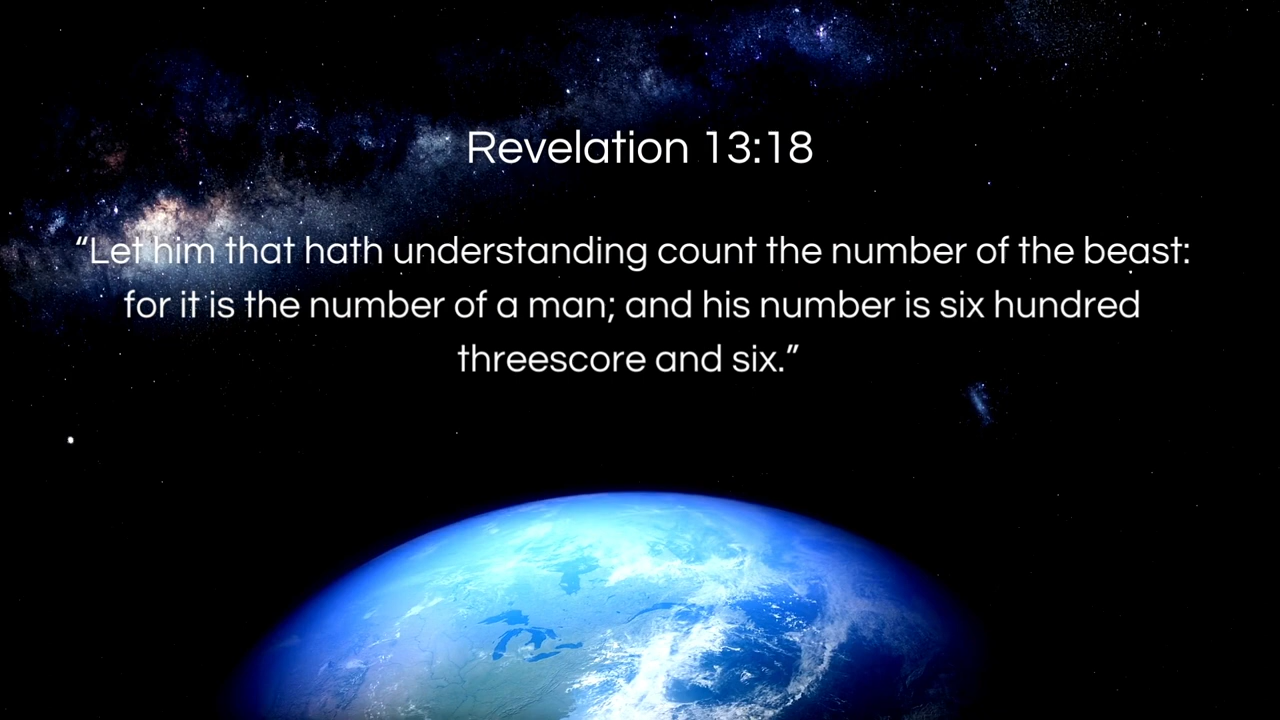 Revelation 13:18
“Let him that hath understanding count the number of the beast:
for it is the number of a man; and his number is six hundred
threescore and six.”